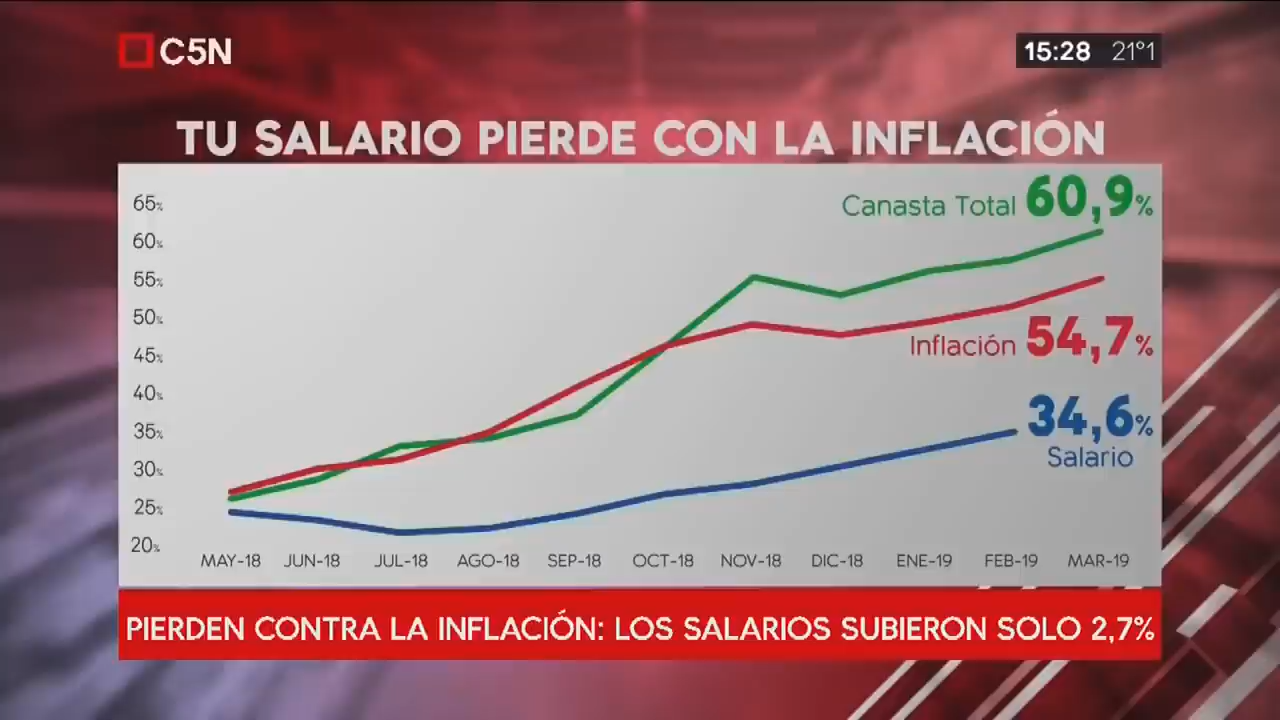 C5N
15:28 21°1
TU SALARIO PIERDE CON LA INFLACIÓN
Canasta Total 60,9%
65%
60%
55%
50%
Inflación 54,7%
45%
40%
34,6%
35%
Salario
30%
25%
20%
MAY-18 JUN-18 JUL-18 AGO-18 SEP-18 OCT-18 NOV-18 DIC-18 ENE-19 FEB-19 MAR-19
PIERDEN CONTRA LA INFLACIÓN: LOS SALARIOS SUBIERON SOLO 2,7%